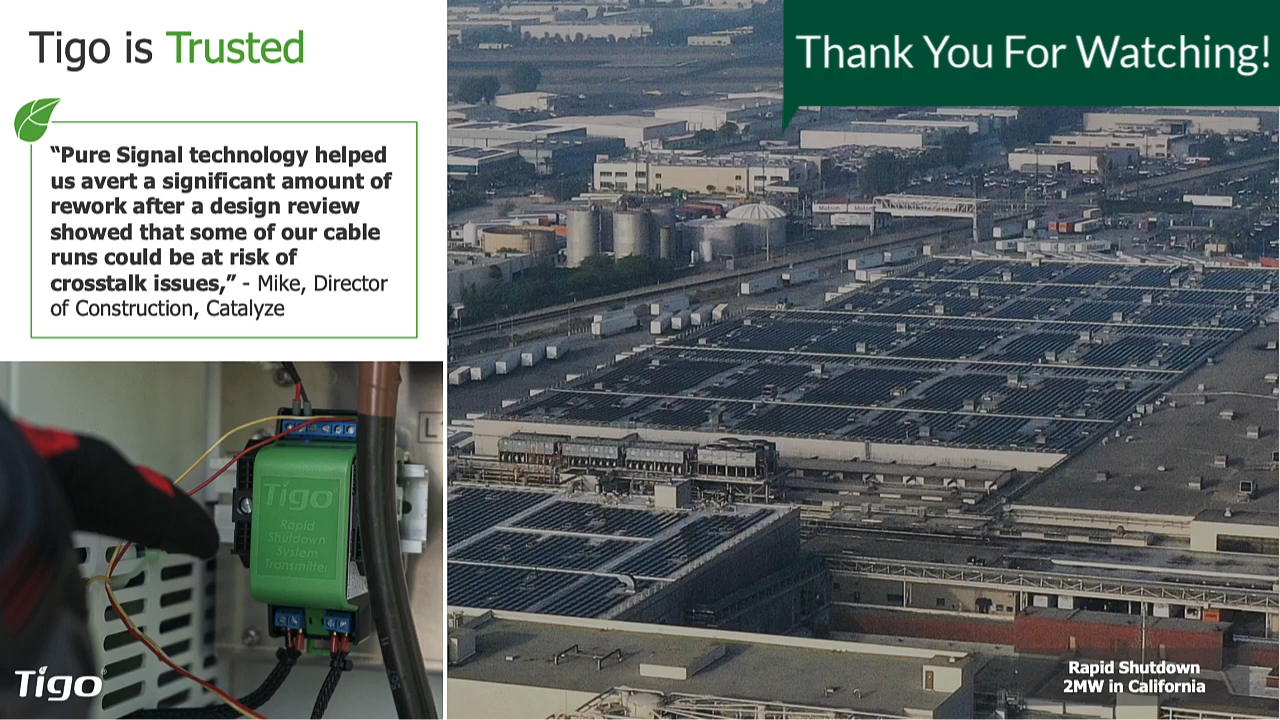 Tigo is Trusted
“Pure Signal technology helped
us avert a significant amount of
rework after a design review
showed that some of our cable
runs could be at risk of
crosstalk issues,” - Mike, Director
of Construction, Catalyze
Thank You For Watching!
Tigo
Rapid
Shutdown
System
Transmitter
Tigo
Rapid Shutdown
2MW in California